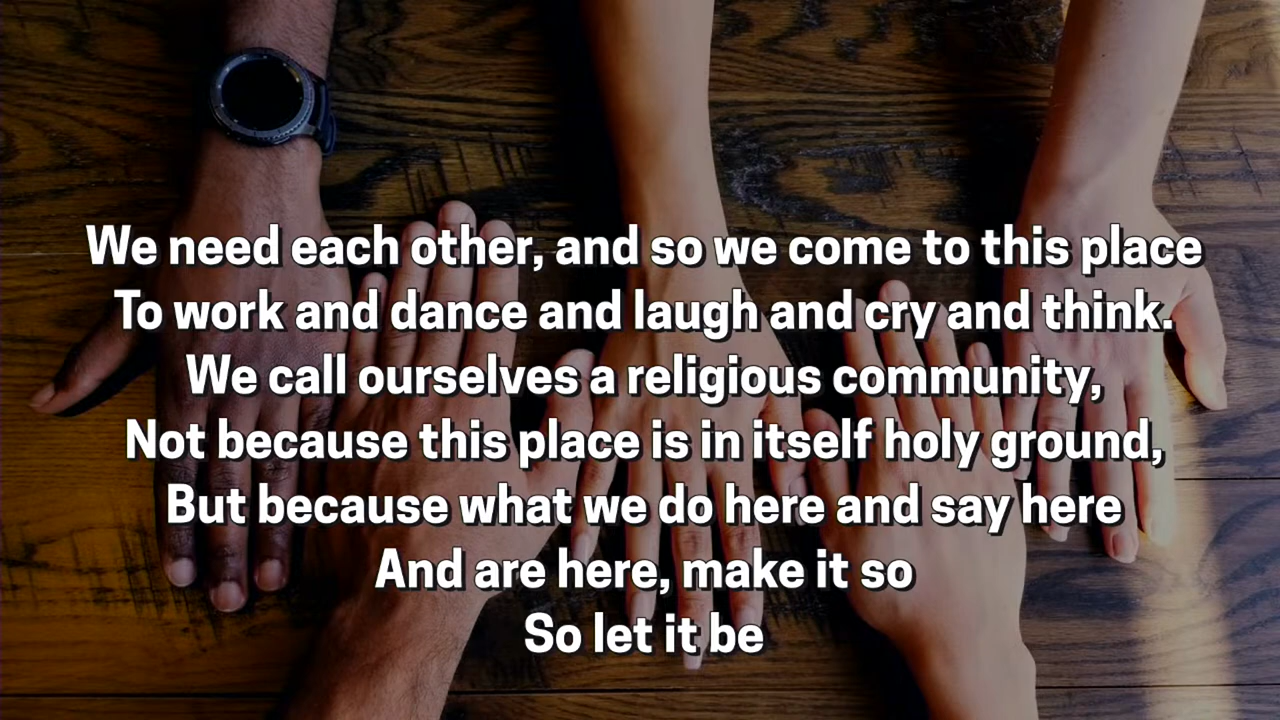 We need each other, and so we come to this place
To work and dance and laugh and cry and think.
We call ourselves a religious community,
Not because this place is in itself holy ground,
But because what we do here and say here
And are here, make it so
So let it be